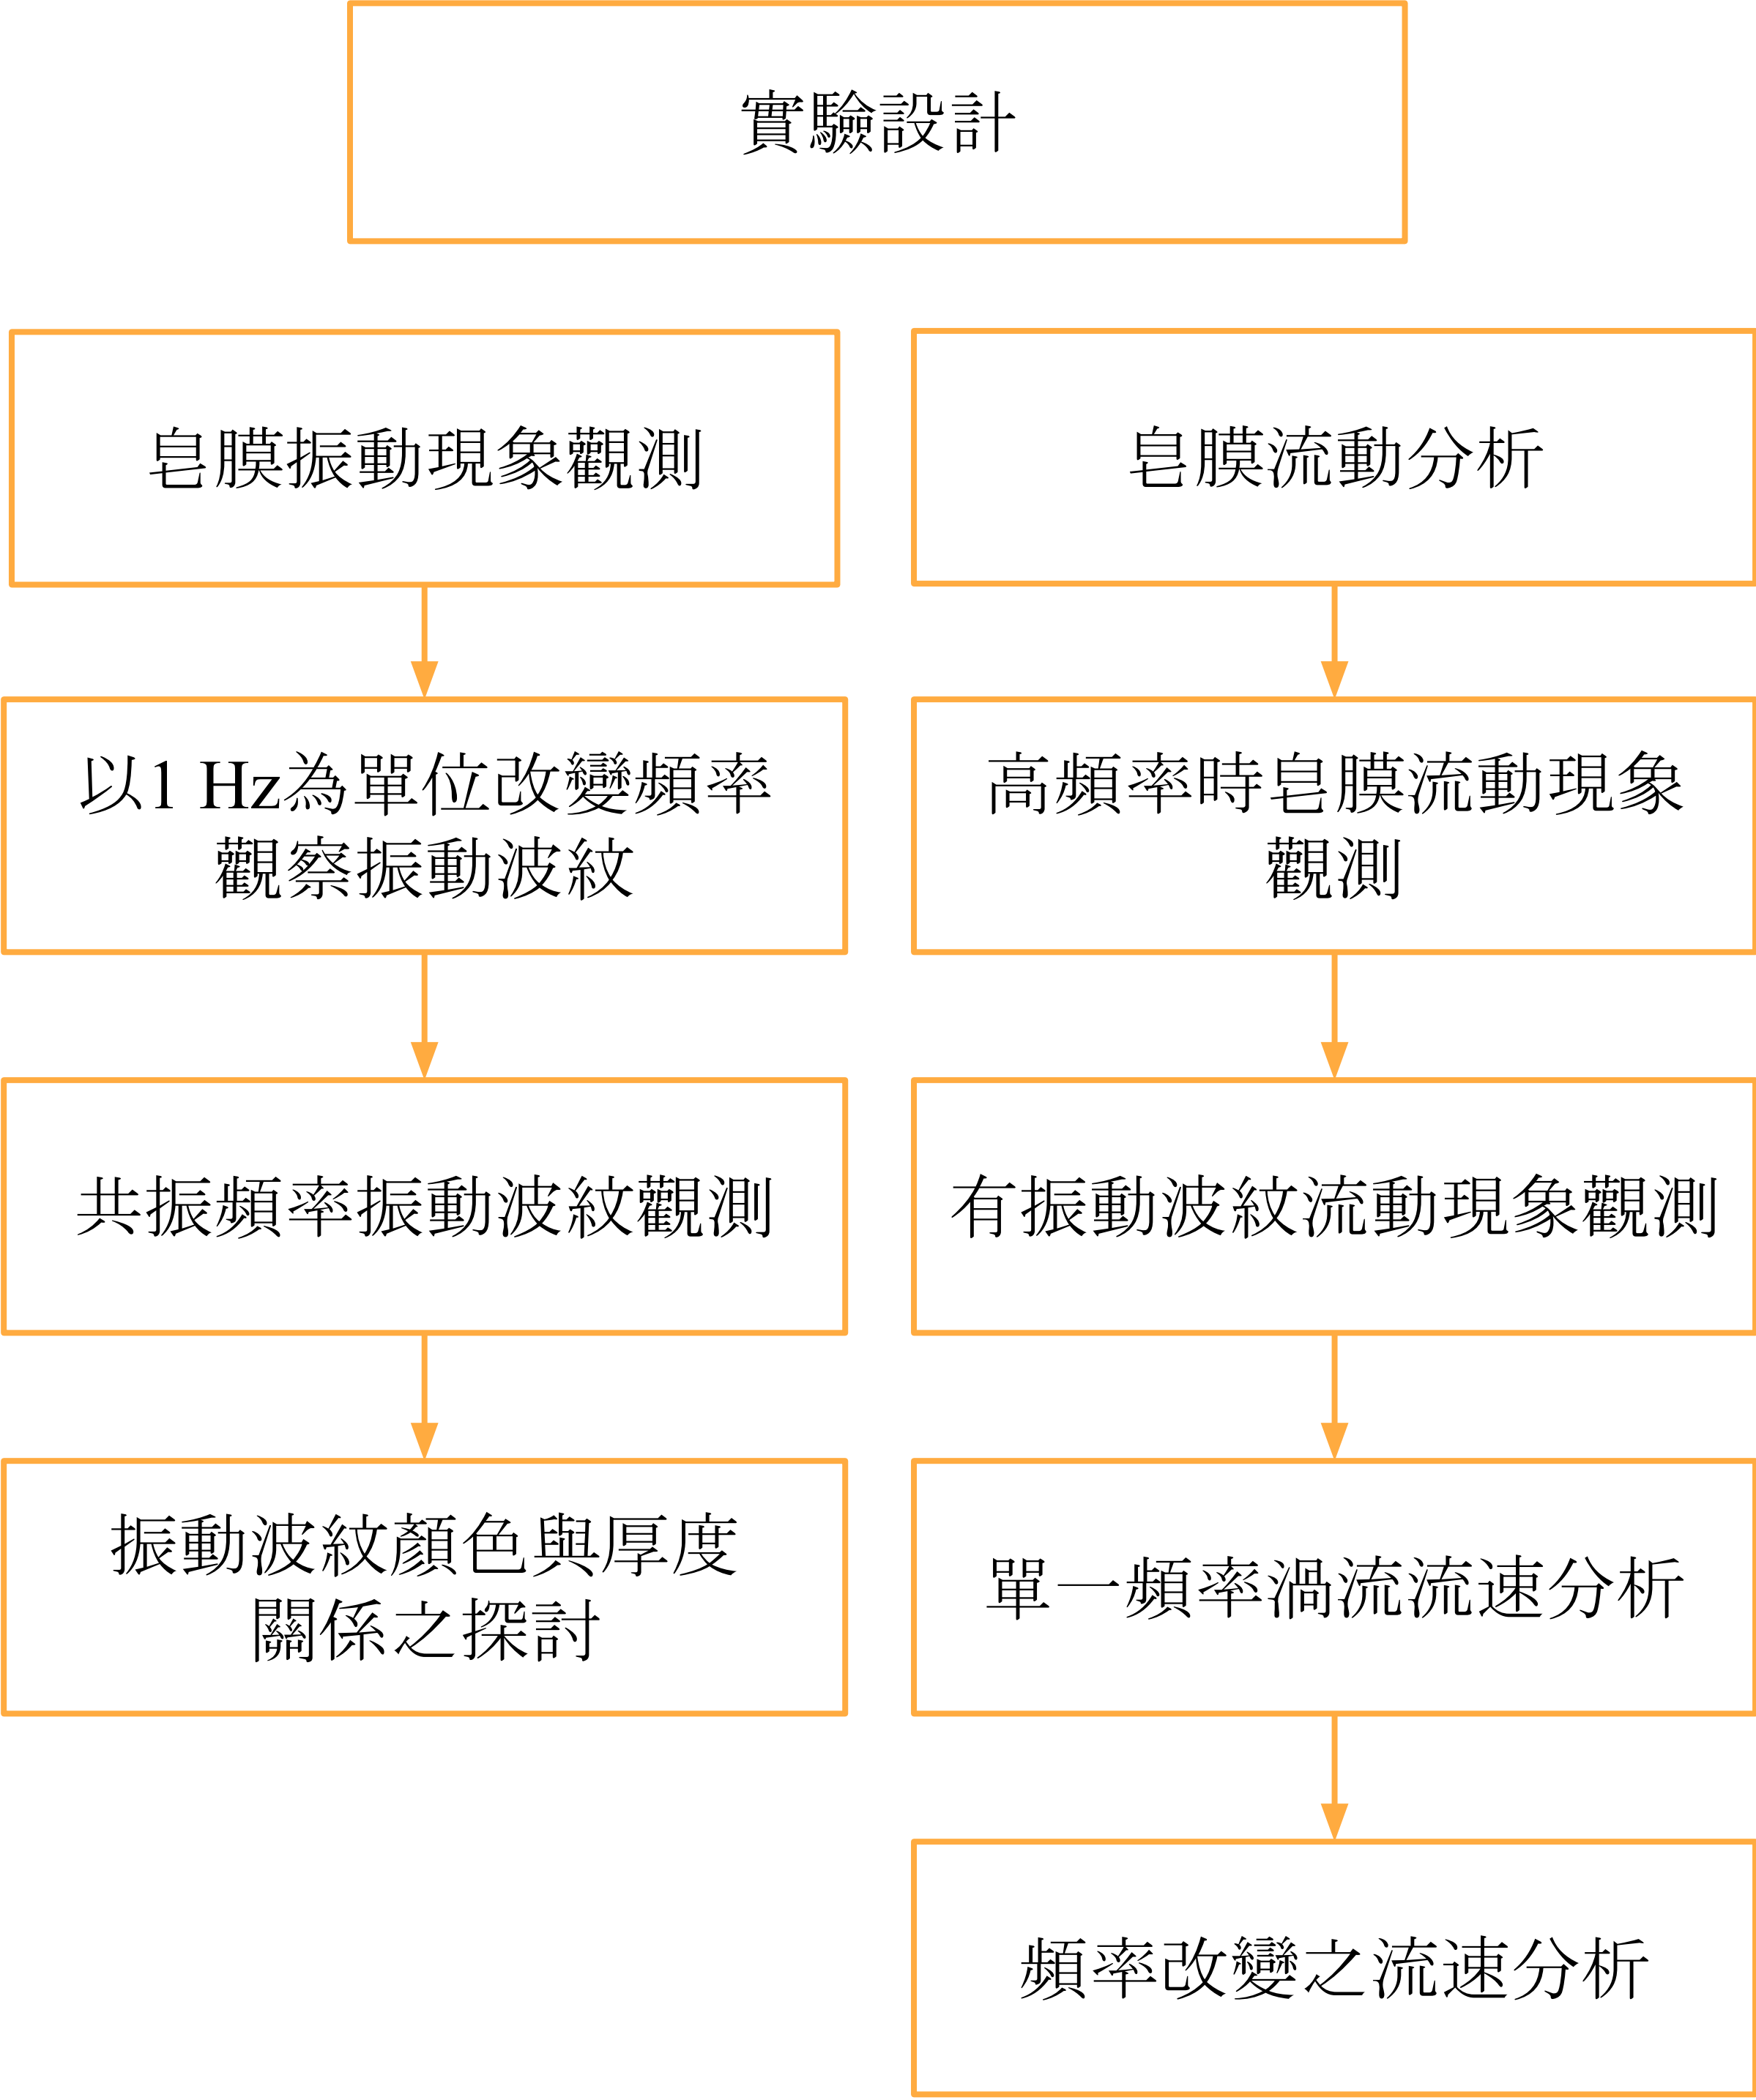 實驗設計
皂膜振動現象觀測
以1 Hz為單位改變頻率
觀察振動波紋
共振頻率振動波紋觀測
振動波紋顏色與厚度
關係之探討
皂膜流動分析
高頻率時皂膜流動現象
觀測
有振動波紋流動現象觀測
單一頻率渦流流速分析
頻率改變之流速分析